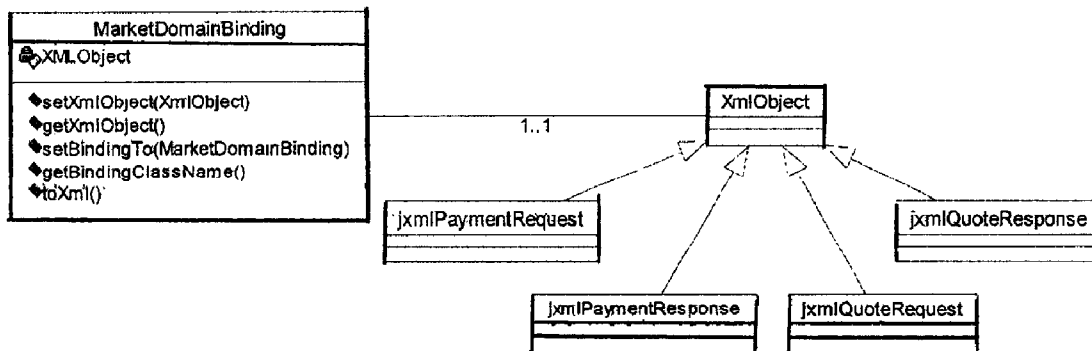 MarketDomainBinding
XMLObject
setXmlObject(XmlObject)
getXmlObject()
setBindingTo(MarketDomainBinding)
getBindingClassName()
toXml()
1..1
XmlObject
jxmlPaymentRequest
jxmlQuoteResponse
jxmlPaymentResponse
jxmlQuoteRequest